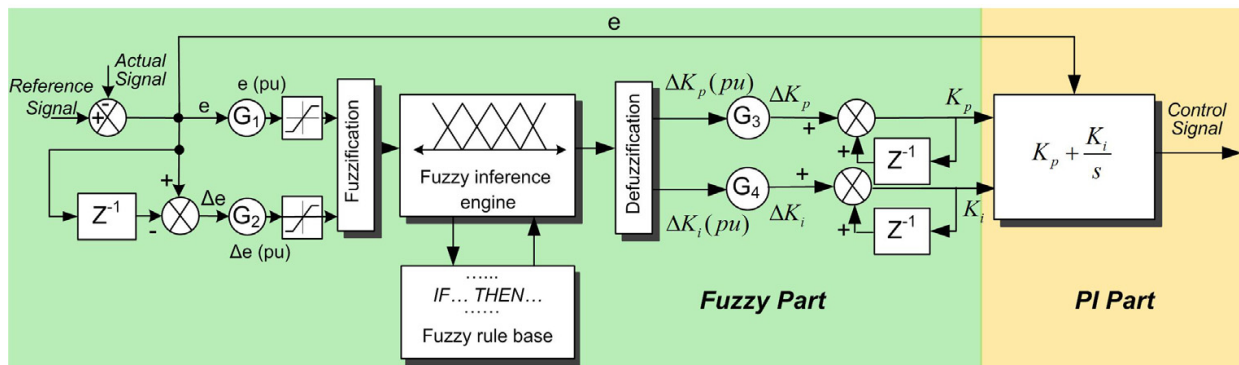 e
Actual
Signal
Reference
Signal
-
+
e
e (pu)
G1
Z-1
+
-
Δe
G2
Δe (pu)
Fuzzification
Fuzzy inference
engine
......
IF... THEN...
......
Fuzzy rule base
Defuzzification
ΔKp(pu)
G3
ΔKp
+
+
Kp
Z-1
ΔKi(pu)
G4
ΔKi
+
+
Ki
Z-1
Kp + Ki/s
Control
Signal
Fuzzy Part
PI Part